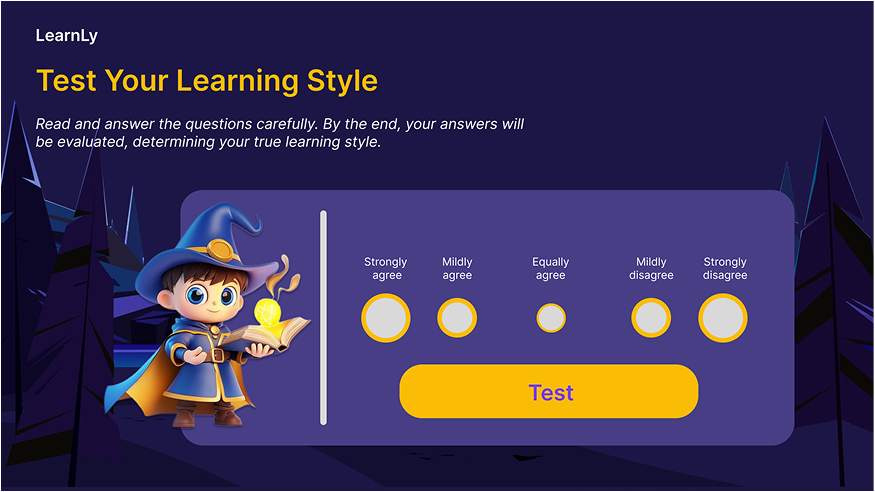 LearnLy
Test Your Learning Style
Read and answer the questions carefully. By the end, your answers will
be evaluated, determining your true learning style.
Strongly
agree
Mildly
agree
Equally
agree
Mildly
disagree
Strongly
disagree
Test